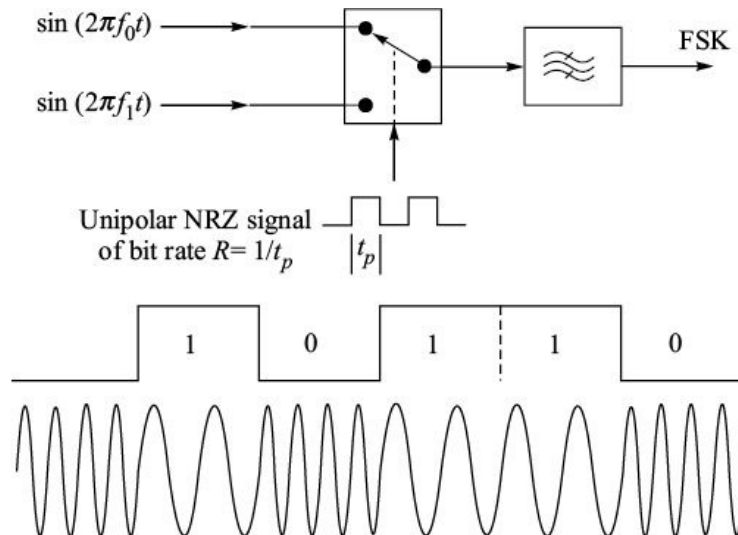 sin (2πf₀t)
FSK
sin (2πf₁t)
Unipolar NRZ signal
of bit rate R = 1/tₚ
tₚ
1 0 1 1 0